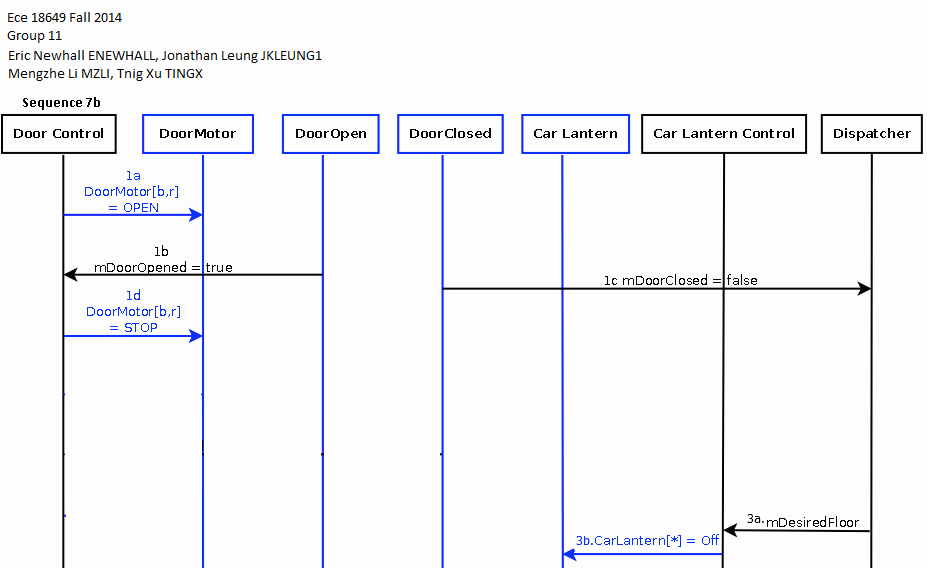 Ece 18649 Fall 2014
Group 11
Eric Newhall ENEWHALL, Jonathan Leung JKLEUNG1
Mengzhe Li MZLI, Tnig Xu TINGX
Sequence 7b
Door Control DoorMotor DoorOpen DoorClosed Car Lantern Car Lantern Control Dispatcher
1a
DoorMotor[b,r]
= OPEN
1b
mDoorOpened = true
1c mDoorClosed = false
1d
DoorMotor[b,r]
= STOP
3a.mDesiredFloor
3b.CarLantern[*] = Off